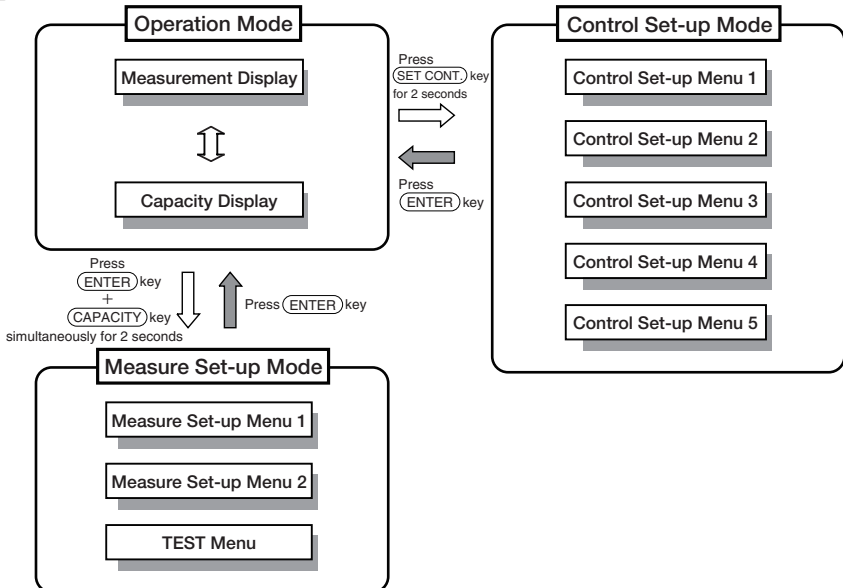 Operation Mode
Measurement Display
Capacity Display
Press
SET CONT. key
for 2 seconds
Press
ENTER key
Control Set-up Mode
Control Set-up Menu 1
Control Set-up Menu 2
Control Set-up Menu 3
Control Set-up Menu 4
Control Set-up Menu 5
Press
ENTER key
+
CAPACITY key
simultaneously for 2 seconds
Press ENTER key
Measure Set-up Mode
Measure Set-up Menu 1
Measure Set-up Menu 2
TEST Menu